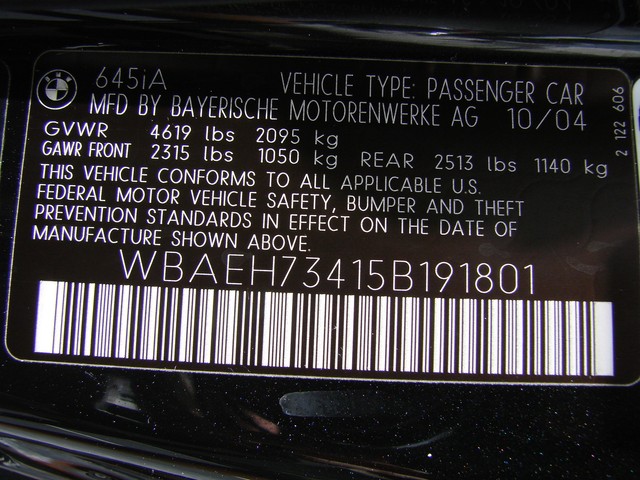 645iA VEHICLE TYPE: PASSENGER CAR
MFD BY BAYERISCHE MOTORENWERKE AG 10/04
GVWR 4619 lbs 2095 kg
GAWR FRONT 2315 lbs 1050 kg REAR 2513 lbs 1140 kg
THIS VEHICLE CONFORMS TO ALL APPLICABLE U.S.
FEDERAL MOTOR VEHICLE SAFETY, BUMPER AND THEFT
PREVENTION STANDARDS IN EFFECT ON THE DATE OF
MANUFACTURE SHOWN ABOVE.
WBAEH73415B191801
2 122 606
BMW